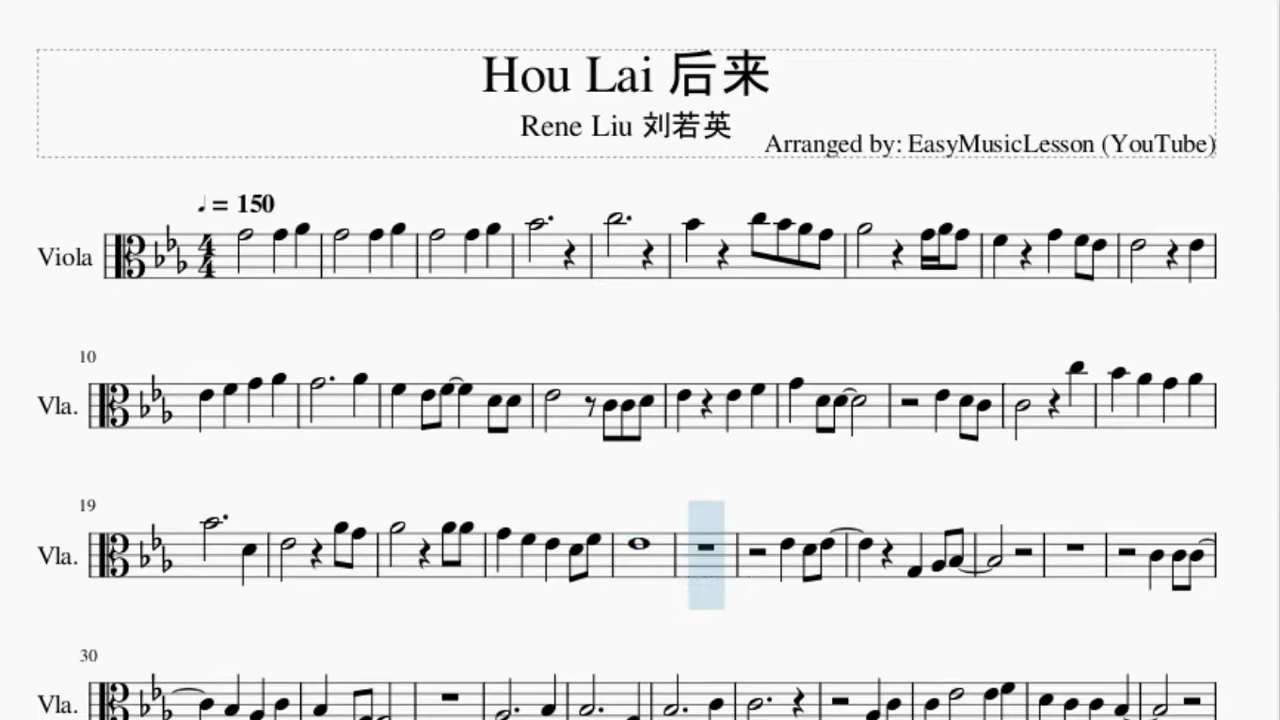 Hou Lai 后来
Rene Liu 刘若英
Arranged by: EasyMusicLesson (YouTube)
♩ = 150
Viola
4
4
10
Vla.
19
Vla.
30
Vla.